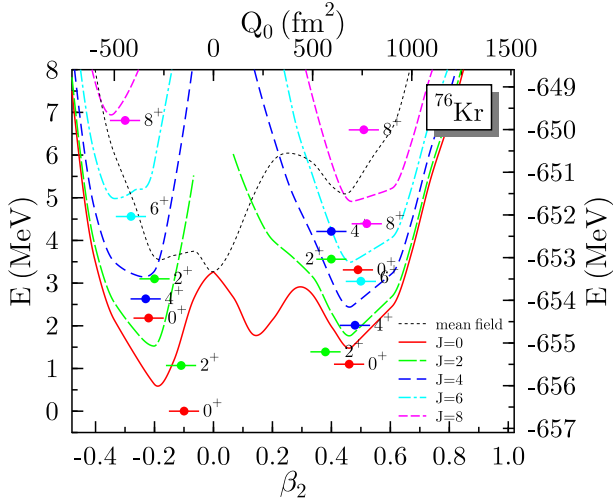 Q₀ (fm²)
-500 0 500 1000 1500
8 7 6 5 4 3 2 1 0
E (MeV)
⁷⁶Kr
-649 -650 -651 -652 -653 -654 -655 -656 -657
E (MeV)
8⁺
8⁺
6⁺
8⁺
4
2⁺
2⁺
0⁺
6
4⁺
0⁺
4⁺
2⁺
2⁺
0⁺
0⁺
mean field
J=0
J=2
J=4
J=6
J=8
-0.4 -0.2 0.0 0.2 0.4 0.6 0.8 1.0
β₂